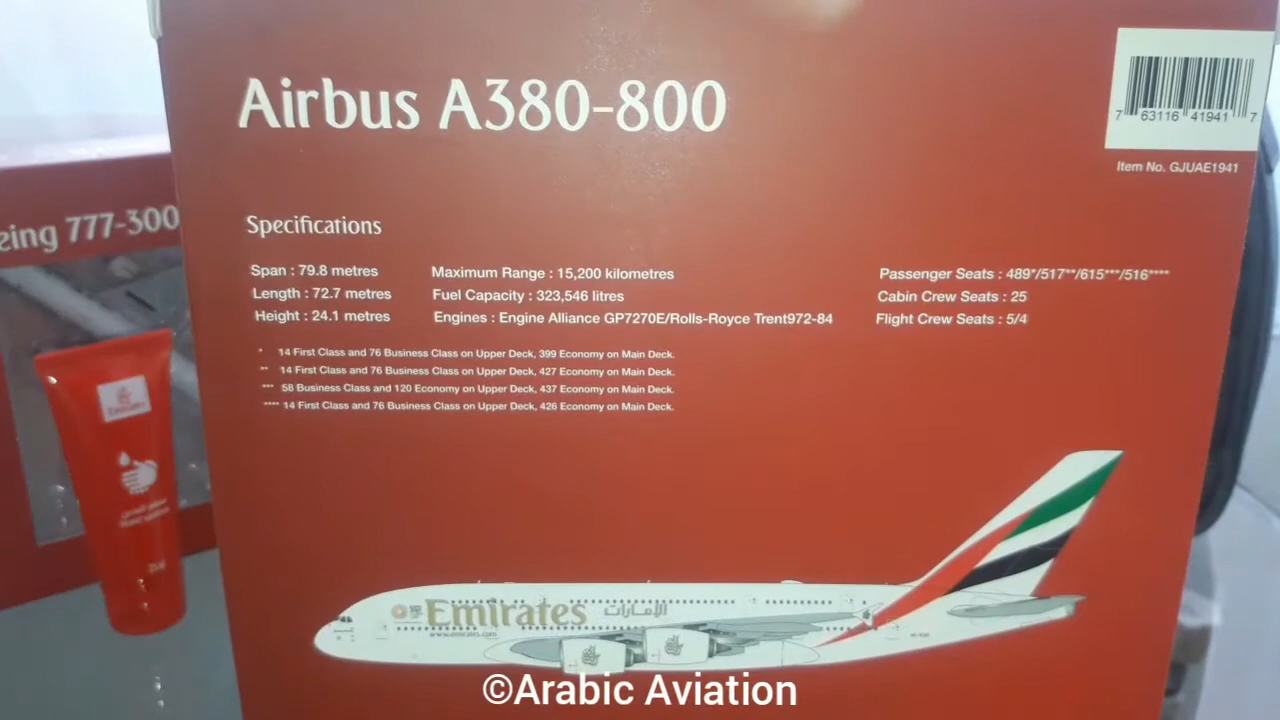 Airbus A380-800
7 63116 41941 7
Item No. GJUAE1941
eing 777-300
Specifications
Span : 79.8 metres
Length : 72.7 metres
Height : 24.1 metres
Maximum Range : 15,200 kilometres
Fuel Capacity : 323,546 litres
Engines : Engine Alliance GP7270E/Rolls-Royce Trent972-84
Passenger Seats : 489*/517**/615***/516****
Cabin Crew Seats : 25
Flight Crew Seats : 5/4
* 14 First Class and 76 Business Class on Upper Deck, 399 Economy on Main Deck.
** 14 First Class and 76 Business Class on Upper Deck, 427 Economy on Main Deck.
*** 58 Business Class and 120 Economy on Upper Deck, 437 Economy on Main Deck.
**** 14 First Class and 76 Business Class on Upper Deck, 426 Economy on Main Deck.
Emirates
Emirates الإمارات
www.emirates.com
©Arabic Aviation